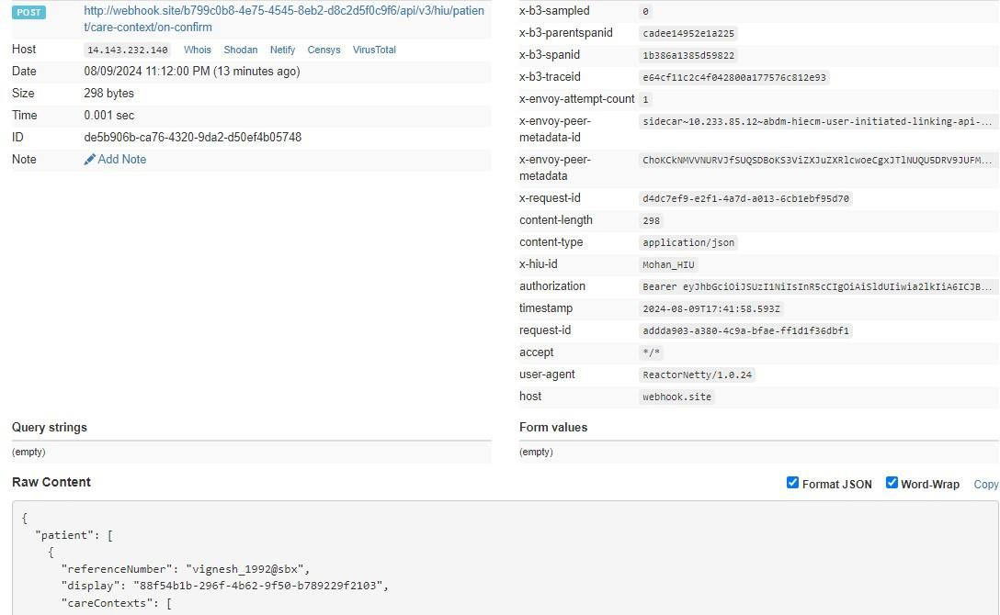 POST http://webhook.site/b799c0b8-4e75-4545-8eb2-d8c2d5f0c9f6/api/v3/hiu/patien
t/care-context/on-confirm
Host 14.143.232.140 Whois Shodan Netify Censys VirusTotal
Date 08/09/2024 11:12:00 PM (13 minutes ago)
Size 298 bytes
Time 0.001 sec
ID de5b906b-ca76-4320-9da2-d50ef4b05748
Note Add Note
x-b3-sampled 0
x-b3-parentspanid cadee14952e1a225
x-b3-spanid 1b386a1385d59822
x-b3-traceid e64cf11c2c4f042800a177576c812e93
x-envoy-attempt-count 1
x-envoy-peer- sidecar~10.233.85.12~abdm-hiecm-user-initiated-linking-api-...
metadata-id
x-envoy-peer- ChoKCkNMVVNURVJfSUQSDBoKS3ViZXJuZXRlcwoeCgxJTlNUQU5DRV9JUFM...
metadata
x-request-id d4dc7ef9-e2f1-4a7d-a013-6cb1ebf95d70
content-length 298
content-type application/json
x-hiu-id Mohan_HIU
authorization Bearer eyJhbGciOiJSUzI1NiIsInR5cCIgOiAiSldUIiwia2lkIiA6ICJB...
timestamp 2024-08-09T17:41:58.593Z
request-id addda903-a380-4c9a-bfae-ff1d1f36dbf1
accept */*
user-agent ReactorNetty/1.0.24
host webhook.site
Query strings
(empty)
Form values
(empty)
Raw Content Format JSON Word-Wrap Copy
{
"patient": [
{
"referenceNumber": "vignesh_1992@sbx",
"display": "88f54b1b-296f-4b62-9f50-b789229f2103",
"careContexts": [